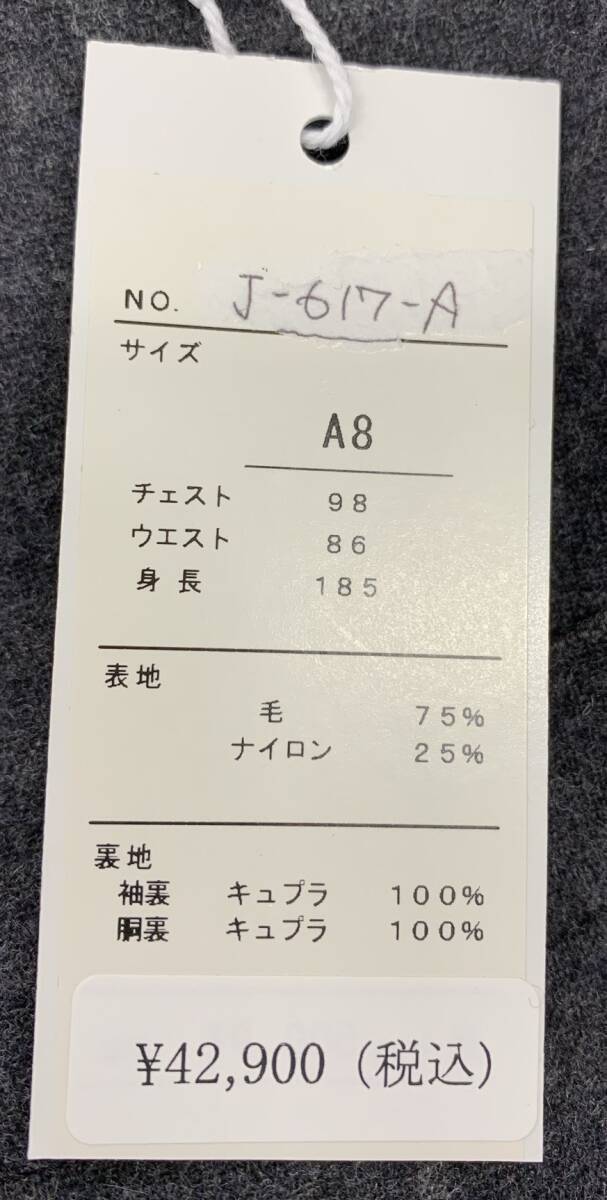 NO. J-617-A
サイズ
A8
チェスト 98
ウエスト 86
身長 185
表地
毛 75%
ナイロン 25%
裏地
袖裏 キュプラ 100%
胴裏 キュプラ 100%
¥42,900 (税込)